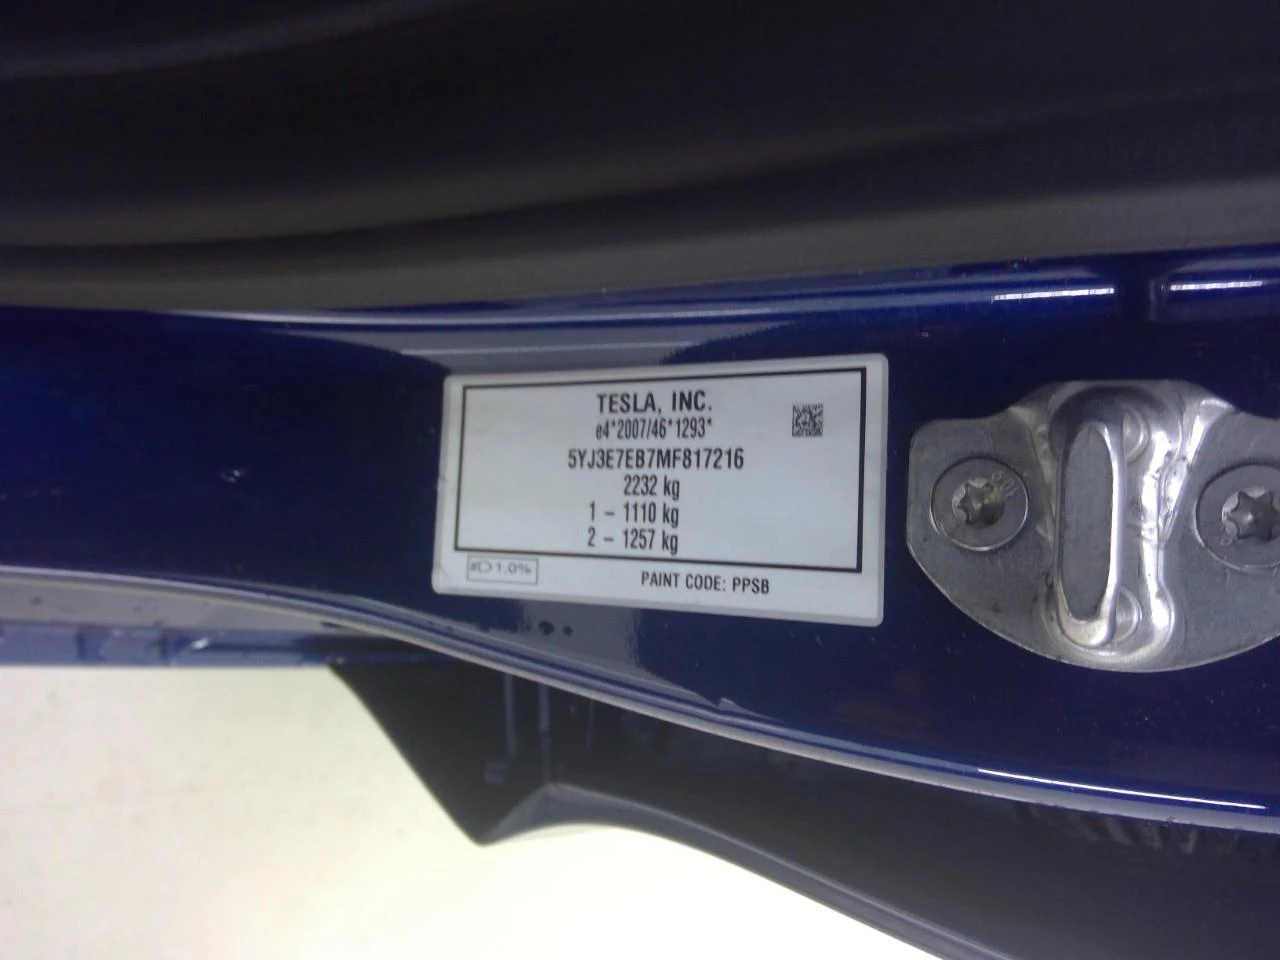 TESLA, INC.
e4*2007/46*1293*
5YJ3E7EB7MF817216
2232 kg
1 - 1110 kg
2 - 1257 kg
1,0%
PAINT CODE: PPSB